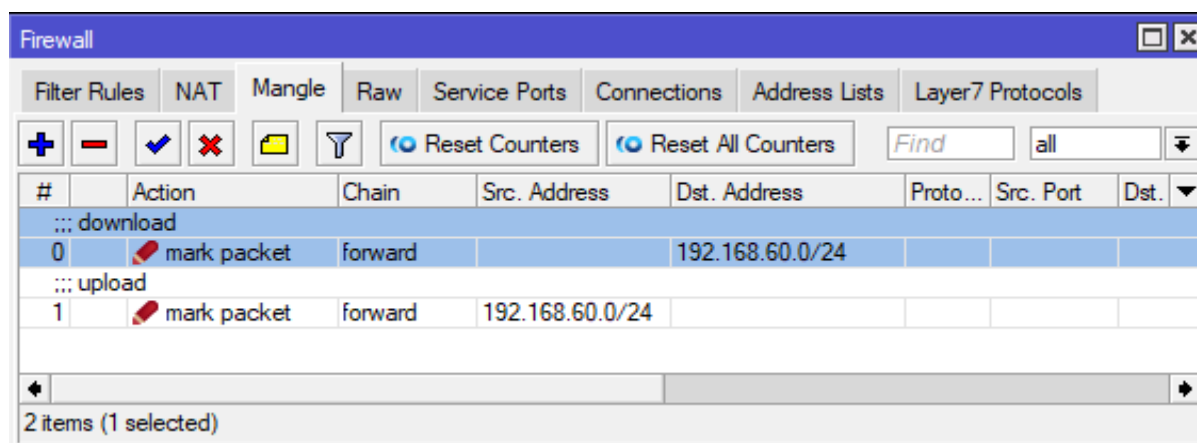 Firewall
Filter Rules NAT Mangle Raw Service Ports Connections Address Lists Layer7 Protocols
Reset Counters Reset All Counters Find all
# Action Chain Src. Address Dst. Address Proto... Src. Port Dst.
;;; download
0 mark packet forward 192.168.60.0/24
;;; upload
1 mark packet forward 192.168.60.0/24
2 items (1 selected)